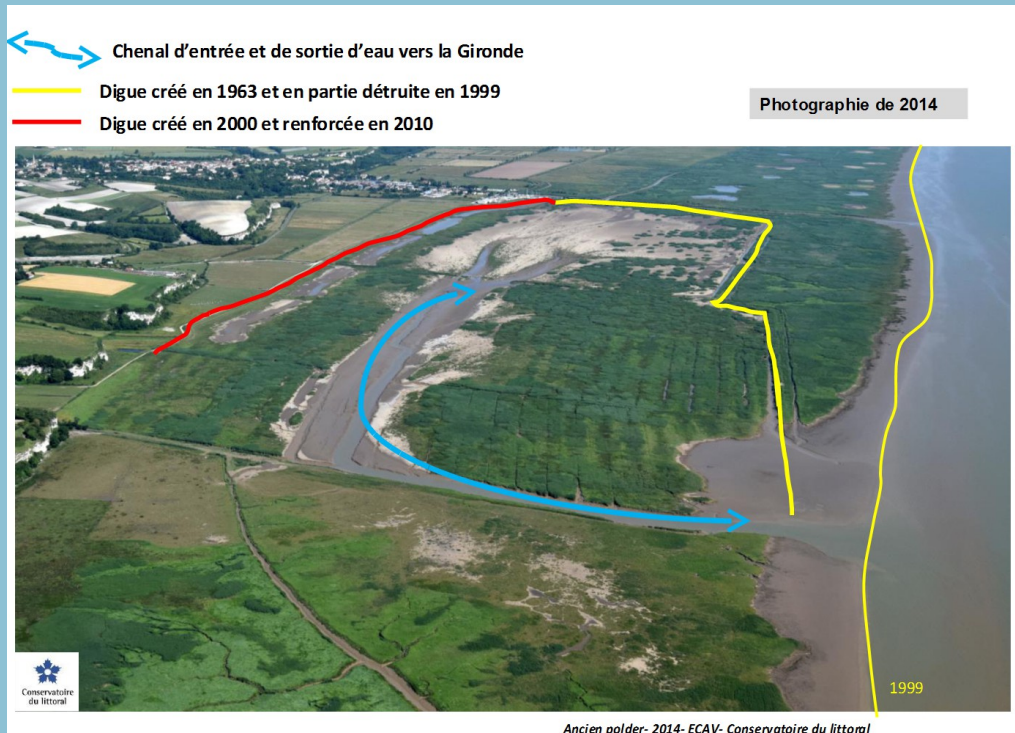 Chenal d'entrée et de sortie d'eau vers la Gironde
Digue créé en 1963 et en partie détruite en 1999
Digue créé en 2000 et renforcée en 2010
Photographie de 2014
1999
Conservatoire
du littoral
Ancien polder- 2014- ECAV- Conservatoire du littoral